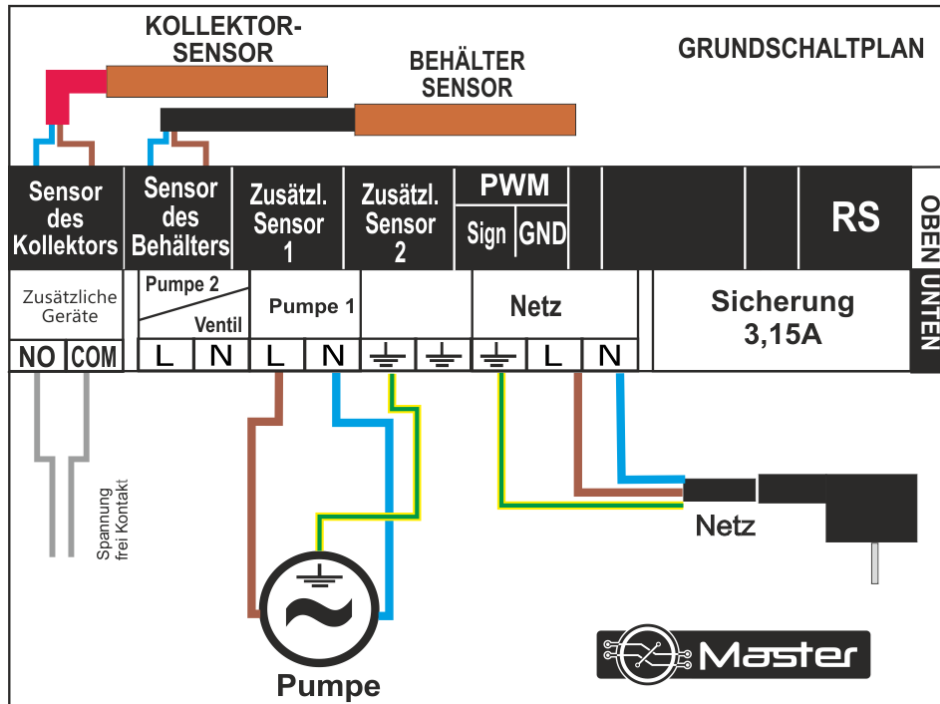 KOLLEKTOR-
SENSOR
BEHÄLTER
SENSOR
GRUNDSCHALTPLAN
Sensor
des
Kollektors
Sensor
des
Behälters
Zusätzl.
Sensor
1
Zusätzl.
Sensor
2
PWM
Sign GND
RS
OBEN
UNTEN
Zusätzliche
Geräte
Pumpe 2
Ventil
Pumpe 1
Netz
Sicherung
3,15A
NO COM
L N L N L N
Spannung
frei Kontakt
Netz
Pumpe
Master